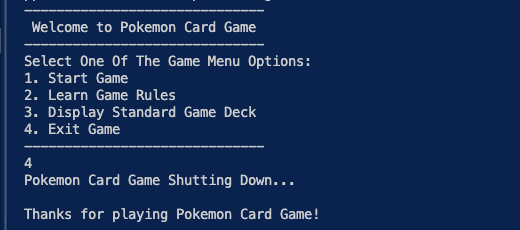 ------------------------------
Welcome to Pokemon Card Game
------------------------------
Select One Of The Game Menu Options:
1. Start Game
2. Learn Game Rules
3. Display Standard Game Deck
4. Exit Game
------------------------------
4
Pokemon Card Game Shutting Down...
Thanks for playing Pokemon Card Game!